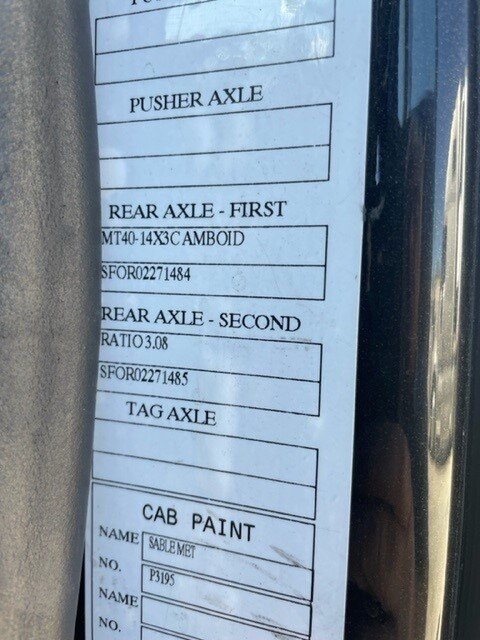 PUSHER AXLE
REAR AXLE - FIRST
MT40-14X3C AMBOID
SFOR02271484
REAR AXLE - SECOND
RATIO 3.08
SFOR02271485
TAG AXLE
CAB PAINT
NAME SABLE MET
NO. P3195
NAME
NO.